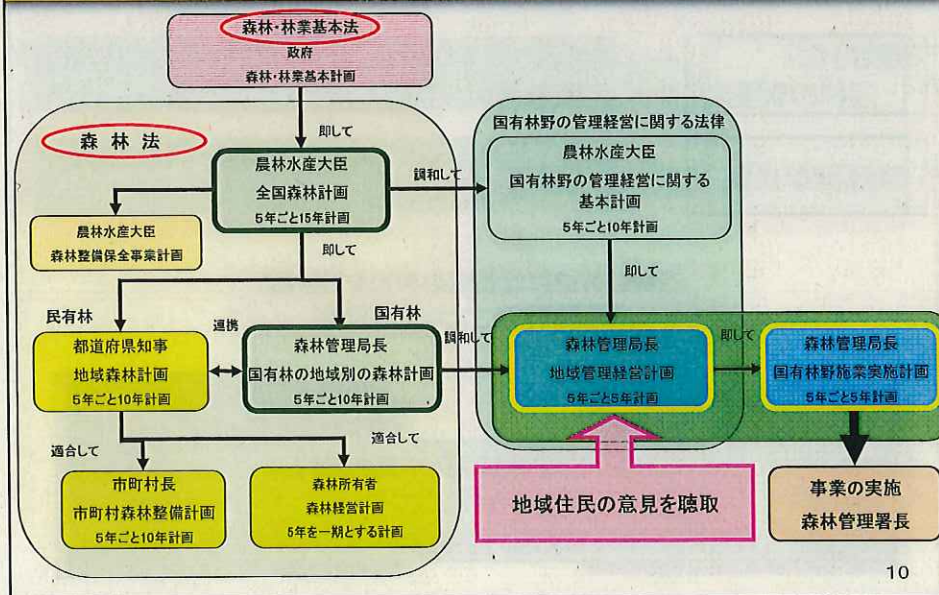 森林・林業基本法
政府
森林・林業基本計画
即して
森林法
農林水産大臣
全国森林計画
5年ごと15年計画
調和して
国有林野の管理経営に関する法律
農林水産大臣
国有林野の管理経営に関する
基本計画
5年ごと10年計画
農林水産大臣
森林整備保全事業計画
即して
即して
民有林
国有林
都道府県知事
地域森林計画
5年ごと10年計画
連携
森林管理局長
国有林の地域別の森林計画
5年ごと10年計画
調和して
森林管理局長
地域管理経営計画
5年ごと5年計画
即して
森林管理局長
国有林野施業実施計画
5年ごと5年計画
適合して
適合して
市町村長
市町村森林整備計画
5年ごと10年計画
森林所有者
森林経営計画
5年を一期とする計画
地域住民の意見を聴取
事業の実施
森林管理署長
10